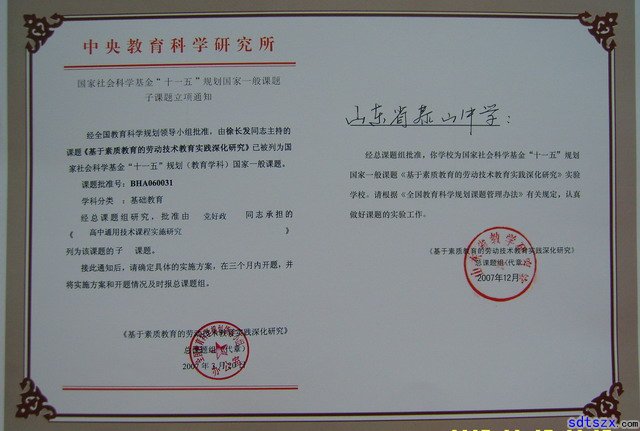 中央教育科学研究所
国家社会科学基金“十一五”规划国家一般课题
子课题立项通知
经全国教育科学规划领导小组批准，由徐长发同志主持的
课题《基于素质教育的劳动技术教育实践深化研究》已被列为国
家社会科学基金“十一五”规划（教育学科）国家一般课题。
课题批准号：BHA060031
学科分类 ：基础教育
经总课题组研究，批准由 党好政 同志承担的
《 高中通用技术课程实施研究 》
列为该课题的子 课题。
接此通知后，请确定具体的实施方案，在三个月内开题，并
将实施方案和开题情况及时报总课题组。
《基于素质教育的劳动技术教育实践深化研究》
总课题组（代章）
2007年3月20日
山东省泰山中学：
经总课题组批准，你学校为国家社会科学基金“十一五”规划
国家一般课题《基于素质教育的劳动技术教育实践深化研究》实验
学校。请根据《全国教育科学规划课题管理办法》有关规定，认真
做好课题的实验工作。
《基于素质教育的劳动技术教育实践深化研究》
总课题组（代章）
2007年12月
sdtszx.com